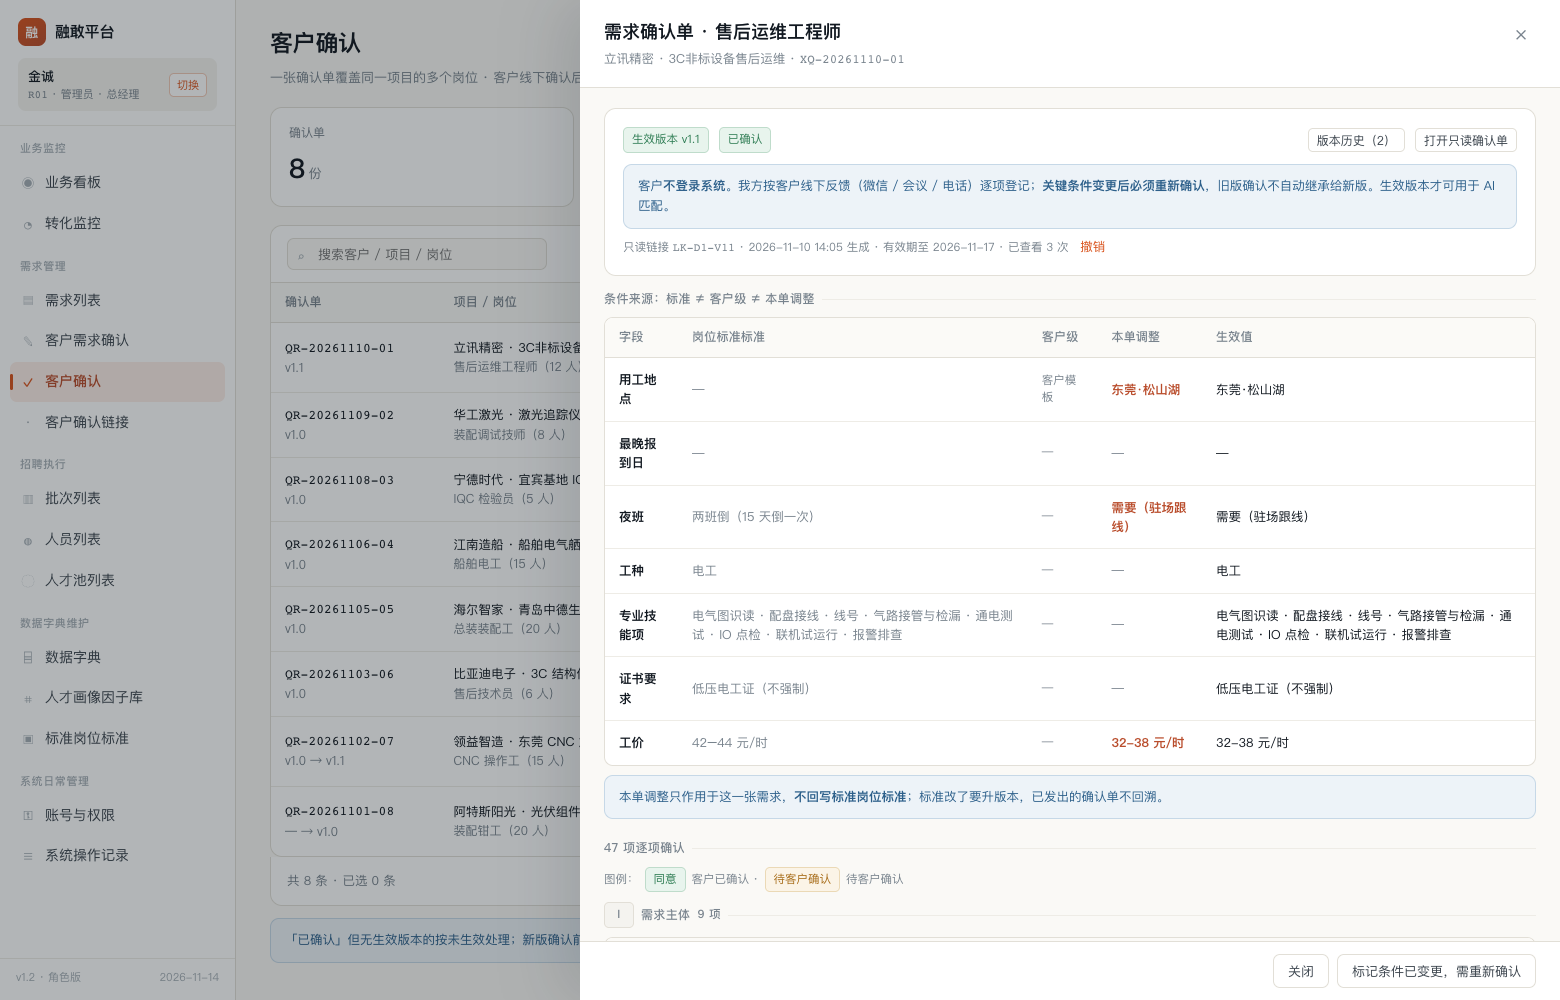 融 融敢平台
金诚
R01 · 管理员 · 总经理
切换
业务监控
业务看板
转化监控
需求管理
需求列表
客户需求确认
客户确认
客户确认链接
招聘执行
批次列表
人员列表
人才池列表
数据字典维护
数据字典
人才画像因子库
标准岗位标准
系统日常管理
账号与权限
系统操作记录
v1.2 · 角色版 2026-11-14
客户确认
一张确认单覆盖同一项目的多个岗位 · 客户线下确认后
确认单
8 份
搜索客户 / 项目 / 岗位
确认单 项目 / 岗位
QR-20261110-01 立讯精密 · 3C非标设备
v1.1 售后运维工程师（12 人）
QR-20261109-02 华工激光 · 激光追踪仪
v1.0 装配调试技师（8 人）
QR-20261108-03 宁德时代 · 宜宾基地 IQ
v1.0 IQC 检验员（5 人）
QR-20261106-04 江南造船 · 船舶电气舾
v1.0 船舶电工（15 人）
QR-20261105-05 海尔智家 · 青岛中德生
v1.0 总装装配工（20 人）
QR-20261103-06 比亚迪电子 · 3C 结构件
v1.0 售后技术员（6 人）
QR-20261102-07 领益智造 · 东莞 CNC
v1.0 → v1.1 CNC 操作工（15 人）
QR-20261101-08 阿特斯阳光 · 光伏组件
— → v1.0 装配钳工（20 人）
共 8 条 · 已选 0 条
「已确认」但无生效版本的按未生效处理；新版确认前
需求确认单 · 售后运维工程师
立讯精密 · 3C非标设备售后运维 · XQ-20261110-01
×
生效版本 v1.1 已确认 版本历史（2） 打开只读确认单
客户不登录系统。我方按客户线下反馈（微信 / 会议 / 电话）逐项登记；关键条件变更后必须重新确认，旧版确认不自动继承给新版。生效版本才可用于 AI
匹配。
只读链接 LK-D1-V11 · 2026-11-10 14:05 生成 · 有效期至 2026-11-17 · 已查看 3 次 撤销
条件来源：标准 ≠ 客户级 ≠ 本单调整
字段 岗位标准标准 客户级 本单调整 生效值
用工地点 — 客户模板 东莞·松山湖 东莞·松山湖
最晚报到日 — — — —
夜班 两班倒（15 天倒一次） — 需要（驻场跟线） 需要（驻场跟线）
工种 电工 — — 电工
专业技能项 电气图识读 · 配盘接线 · 线号 · 气路接管与检漏 · 通电测试 · IO 点检 · 联机试运行 · 报警排查 — — 电气图识读 · 配盘接线 · 线号 · 气路接管与检漏 · 通电测试 · IO 点检 · 联机试运行 · 报警排查
证书要求 低压电工证（不强制） — — 低压电工证（不强制）
工价 42—44 元/时 — 32-38 元/时 32-38 元/时
本单调整只作用于这一张需求，不回写标准岗位标准；标准改了要升版本，已发出的确认单不回溯。
47 项逐项确认
图例： 同意 客户已确认 · 待客户确认 待客户确认
I 需求主体 9 项
关闭 标记条件已变更，需重新确认